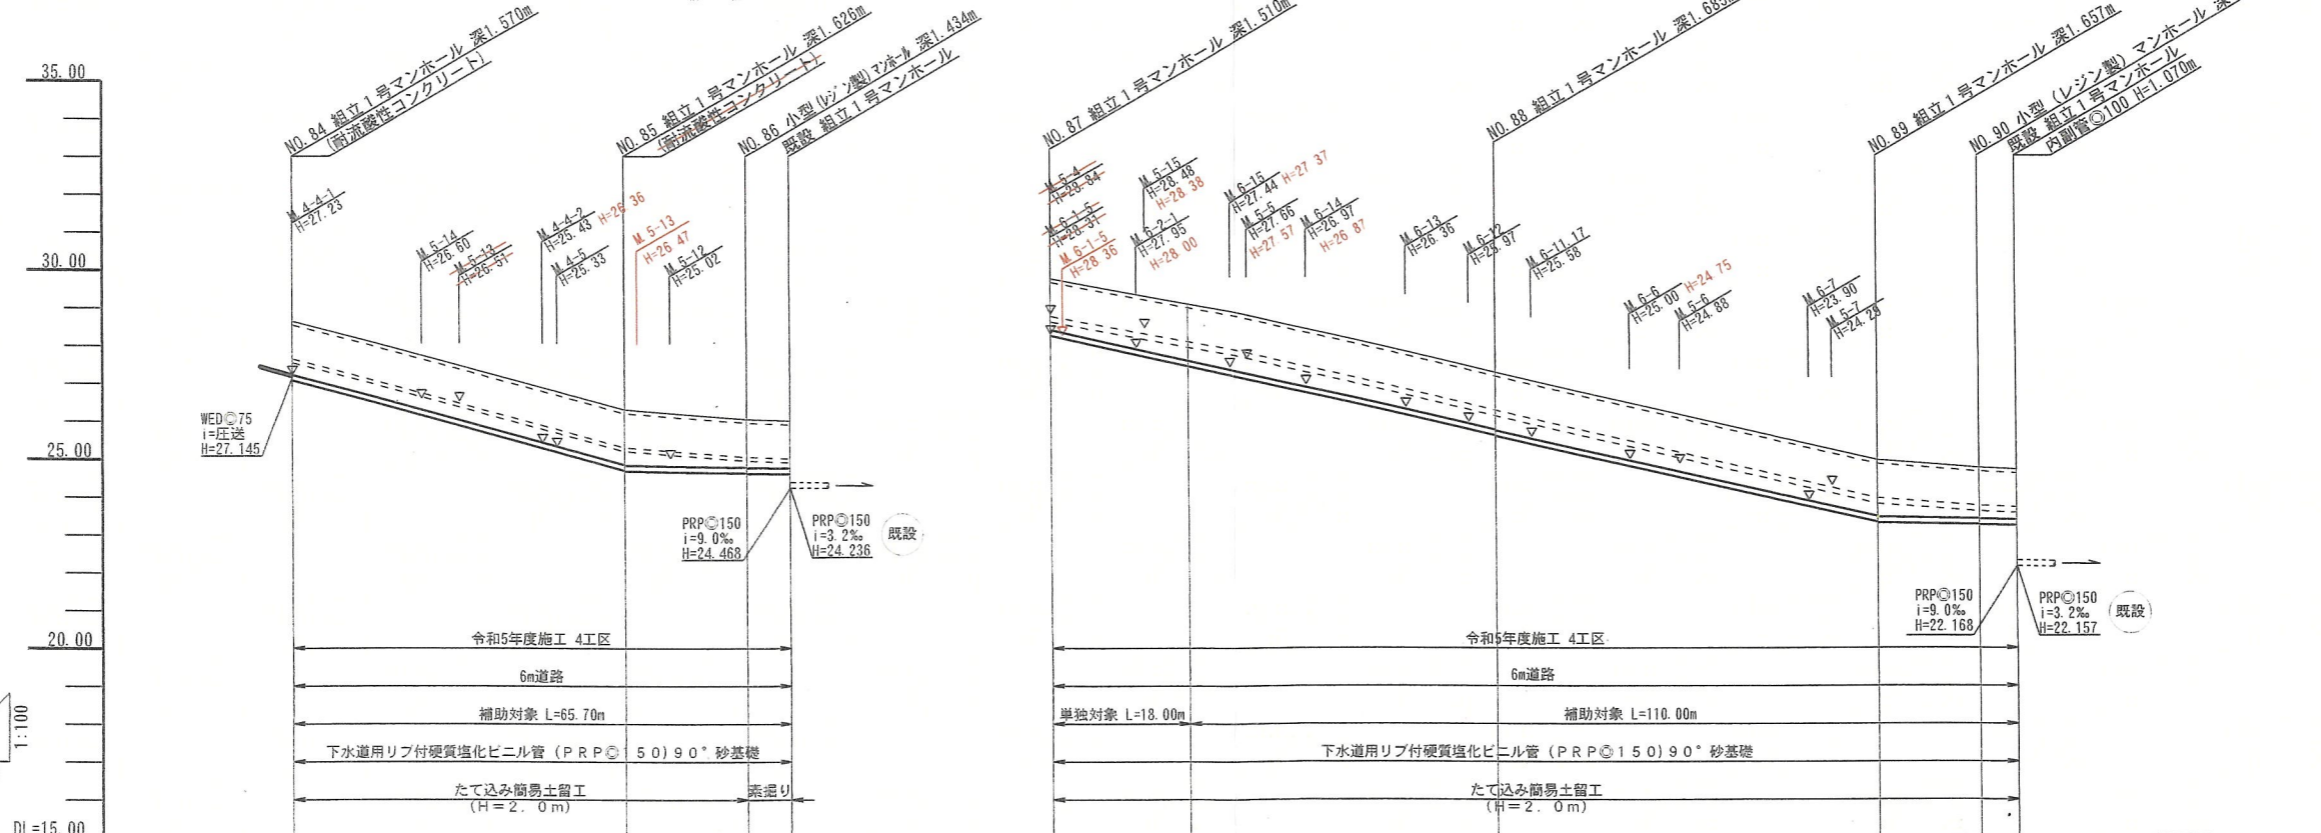 35.00
30.00
25.00
20.00
DL=15.00
1:100
NO.84 組立1号マンホール 深1.570m
(耐流酸性コンクリート)
NO.85 組立1号マンホール 深1.626m
(耐流酸性コンクリート)
NO.86 小型(レジン製)マンホール 深1.434m
既設 組立1号マンホール
M.4-4-1
H=27.23
M.5-14
H=26.60
M.5-13
H=26.51
M.4-4-2
H=25.43 H=26 36
M.4-5
H=25.33
M.5-13
H=26 47
M.5-12
H=25.02
WED◎75
i=圧送
H=27.145
PRP◎150
i=9.0‰
H=24.468
PRP◎150
i=3.2‰
H=24.236
既設
令和5年度施工 4工区
6m道路
補助対象 L=65.70m
下水道用リブ付硬質塩化ビニル管(PRP◎150)90°砂基礎
たて込み簡易土留工
(H=2.0m)
素掘り
NO.87 組立1号マンホール 深1.510m
NO.88 組立1号マンホール
NO.89 組立1号マンホール 深1.657m
NO.90 小型(レジン製)
既設 組立1号マンホール
内副管◎100 H=1.070m
M.5-4
H=28.84
M.6-1-5
H=28.31
M.6-1-5
H=28 36
M.5-15
H=28.48
H=28 38
M.6-2-1
H=27.95
H=28 00
M.6-15
H=27.44 H=27 37
M.5-5
H=27.66
H=27.57
M.6-14
H=26.97
H=26 87
M.6-13
H=26.36
M.6-12
H=25.97
M.6-11,17
H=25.58
M.6-6
H=25.00 H=24 75
M.5-6
H=24.88
M.6-7
H=23.90
M.5-7
H=24.29
PRP◎150
i=9.0‰
H=22.168
PRP◎150
i=3.2‰
H=22.157
既設
令和5年度施工 4工区
6m道路
単独対象 L=18.00m
補助対象 L=110.00m
下水道用リブ付硬質塩化ビニル管(PRP◎150)90°砂基礎
たて込み簡易土留工
(H=2.0m)